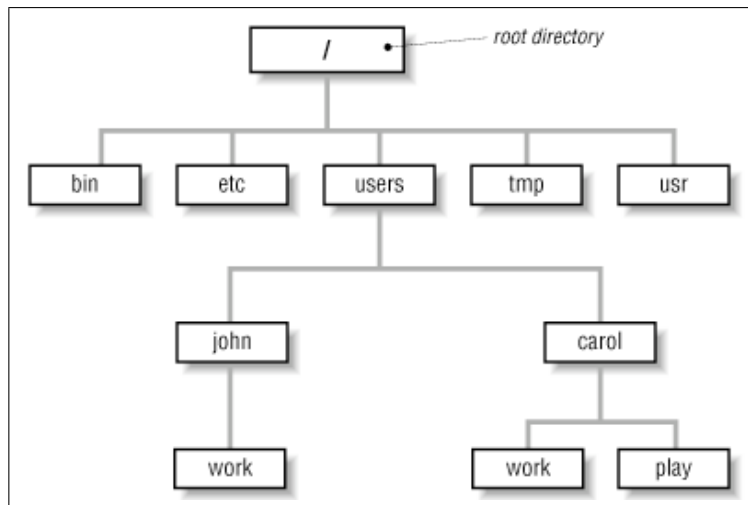 /
root directory
bin
etc
users
tmp
usr
john
carol
work
work
play